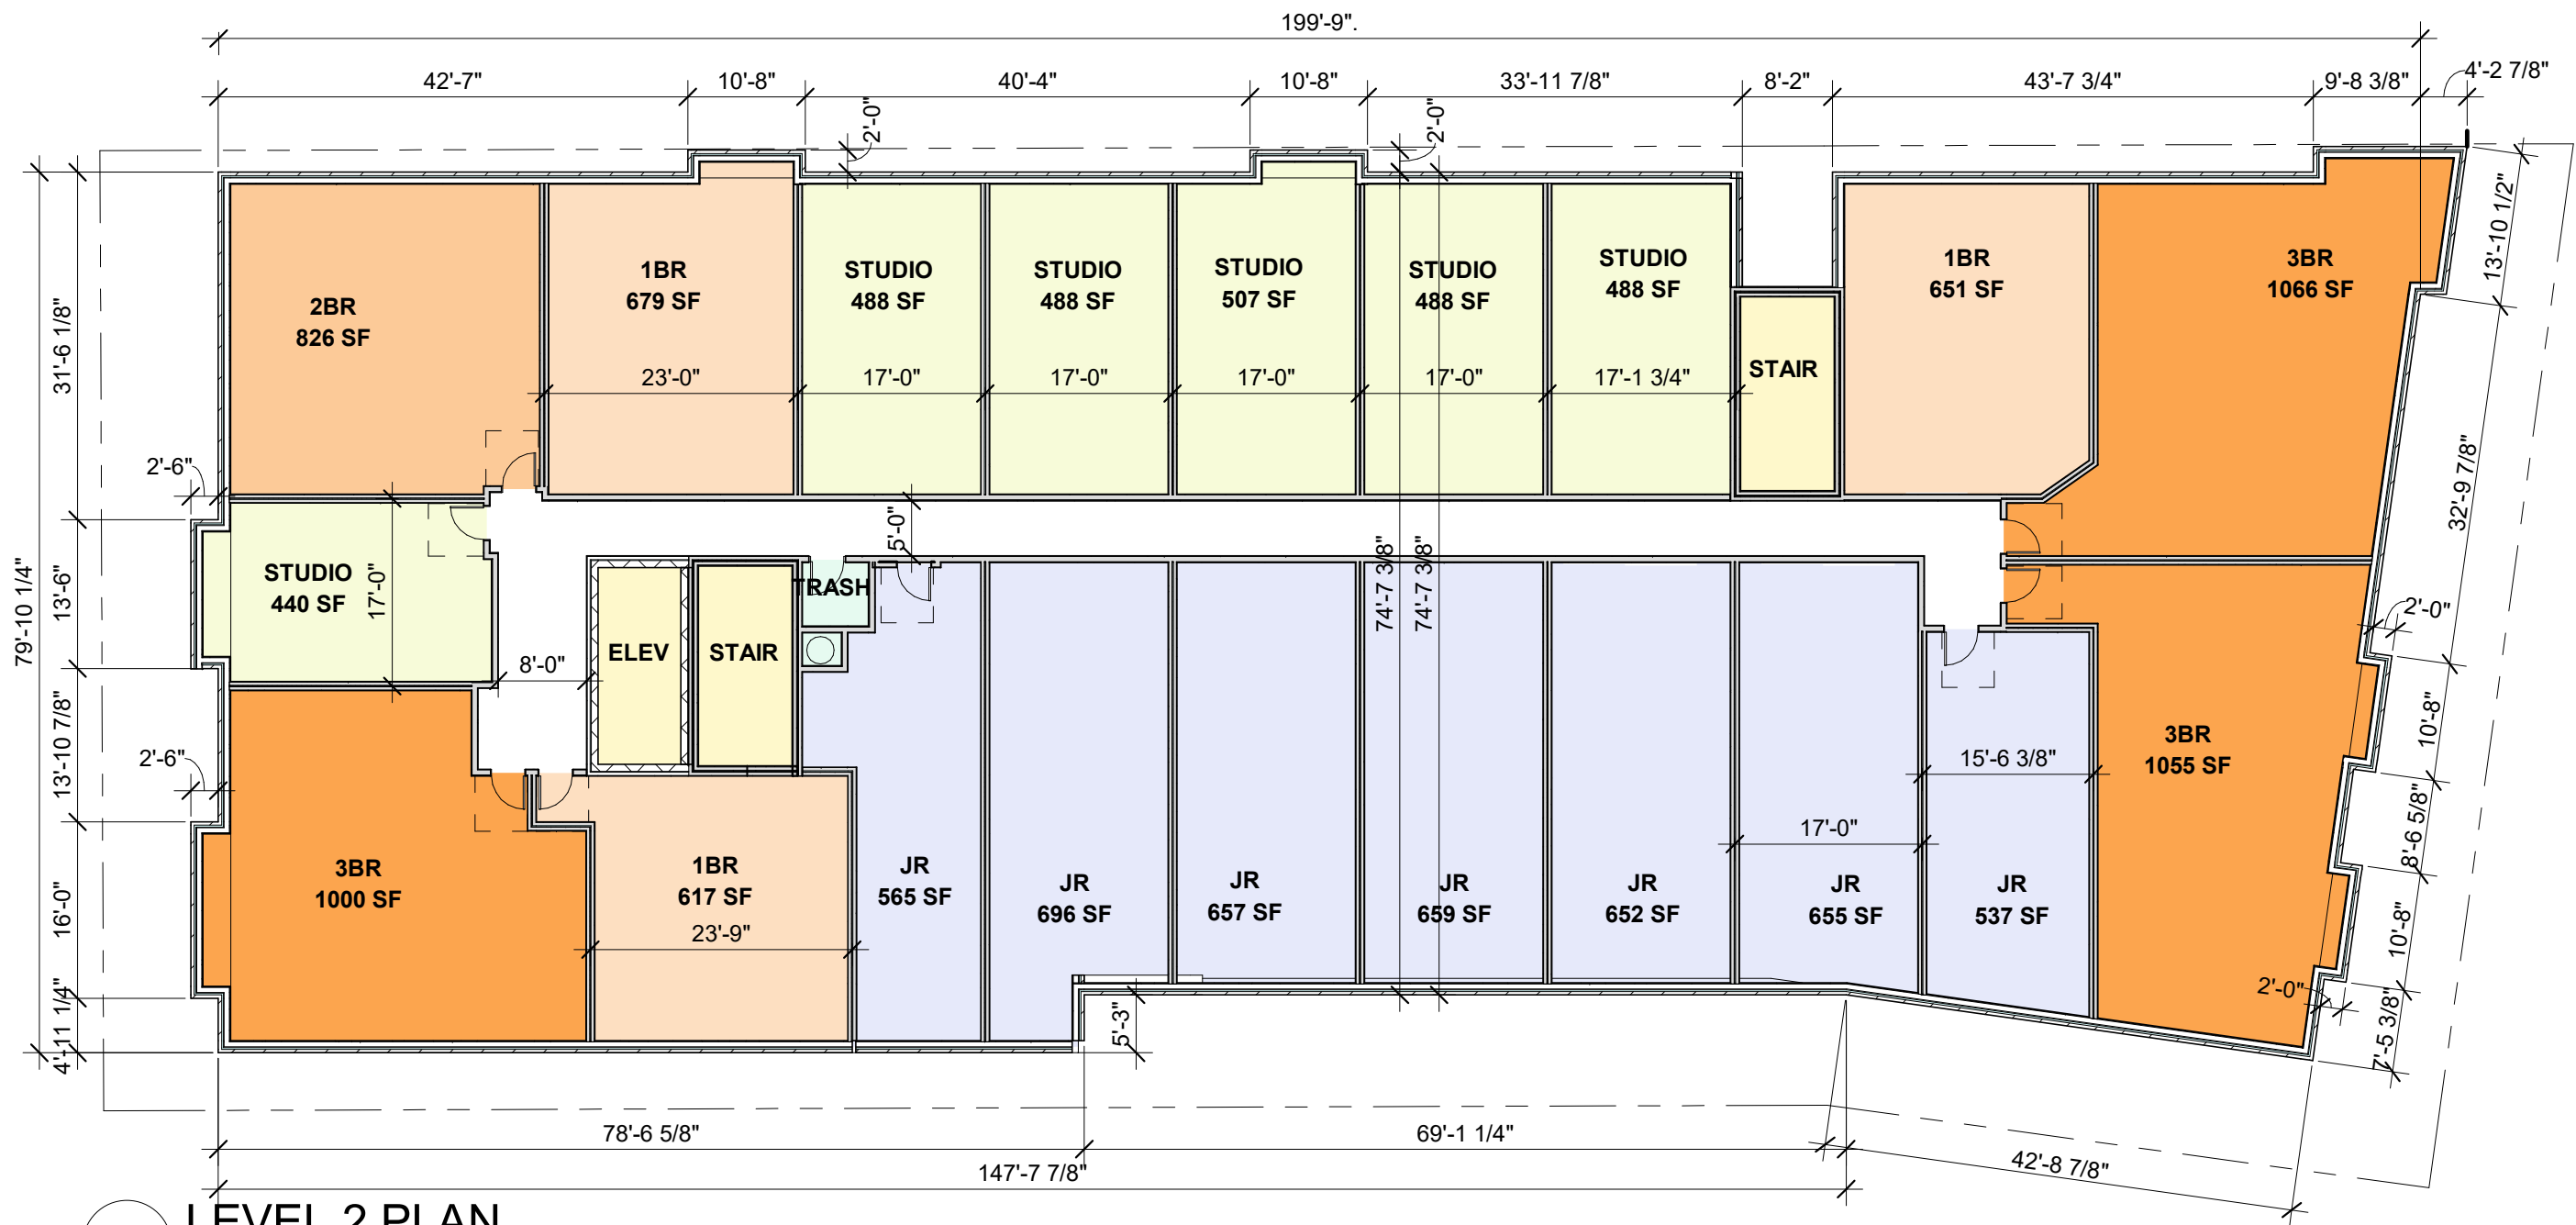 199'-9".
42'-7"
10'-8"
40'-4"
10'-8"
33'-11 7/8"
8'-2"
43'-7 3/4"
9'-8 3/8"
4'-2 7/8"
2'-0"
2'-0"
13'-10 1/2"
32'-9 7/8"
2'-0"
10'-8"
8'-6 5/8"
10'-8"
2'-0"
7'-5 3/8"
79'-10 1/4"
31'-6 1/8"
13'-6"
13'-10 7/8"
16'-0"
4'-11 1/4"
2'-6"
2'-6"
2BR
826 SF
1BR
679 SF
STUDIO
488 SF
STUDIO
488 SF
STUDIO
507 SF
STUDIO
488 SF
STUDIO
488 SF
STAIR
1BR
651 SF
3BR
1066 SF
23'-0"
17'-0"
17'-0"
17'-0"
17'-0"
17'-1 3/4"
5'-0"
74'-7 3/8"
74'-7 3/8"
STUDIO
440 SF
17'-0"
8'-0"
ELEV
STAIR
TRASH
3BR
1000 SF
1BR
617 SF
23'-9"
JR
565 SF
JR
696 SF
JR
657 SF
JR
659 SF
JR
652 SF
JR
655 SF
17'-0"
JR
537 SF
15'-6 3/8"
3BR
1055 SF
5'-3"
78'-6 5/8"
69'-1 1/4"
147'-7 7/8"
42'-8 7/8"
LEVEL 2 PLAN